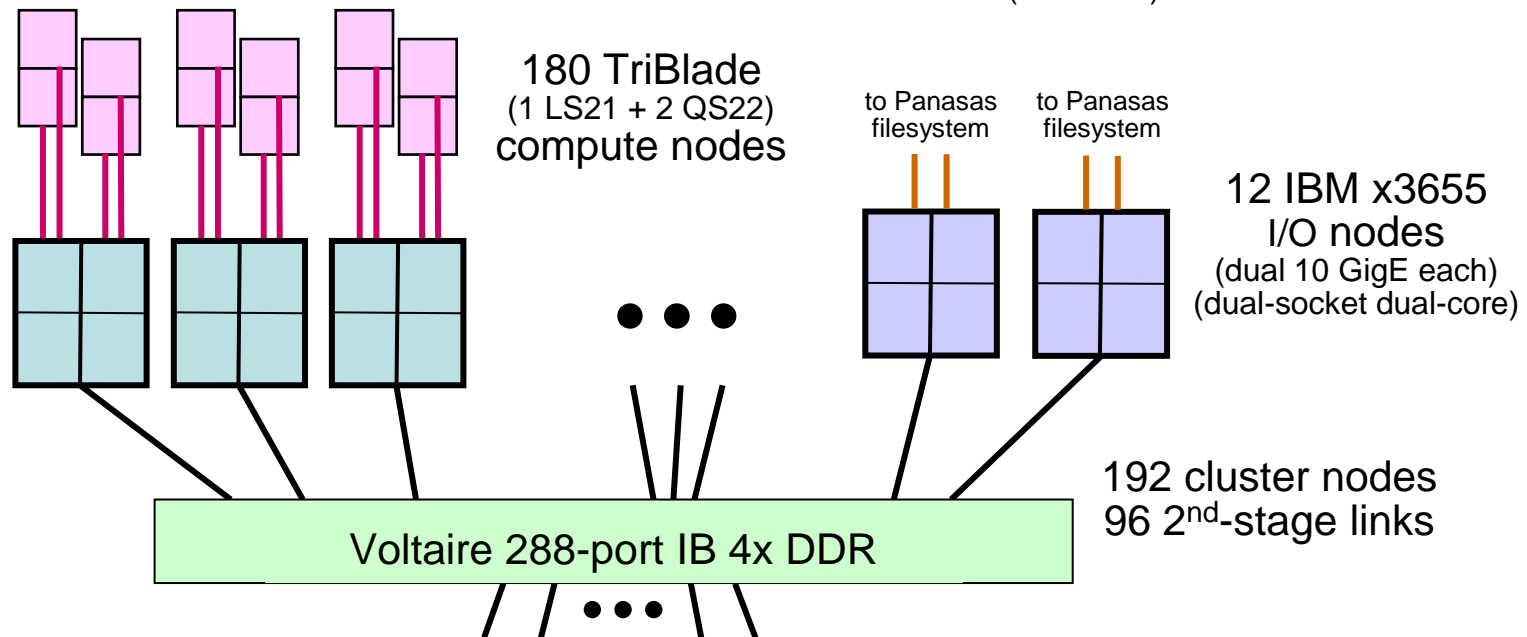 180 TriBlade
(1 LS21 + 2 QS22)
compute nodes
to Panasas
filesystem
to Panasas
filesystem
12 IBM x3655
I/O nodes
(dual 10 GigE each)
(dual-socket dual-core)
192 cluster nodes
96 2nd-stage links
Voltaire 288-port IB 4x DDR